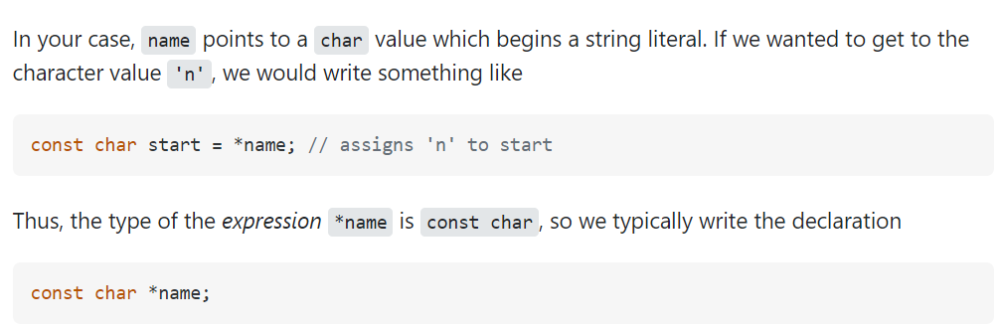 In your case, name points to a char value which begins a string literal. If we wanted to get to the
character value 'n', we would write something like
const char start = *name; // assigns 'n' to start
Thus, the type of the expression *name is const char, so we typically write the declaration
const char *name;